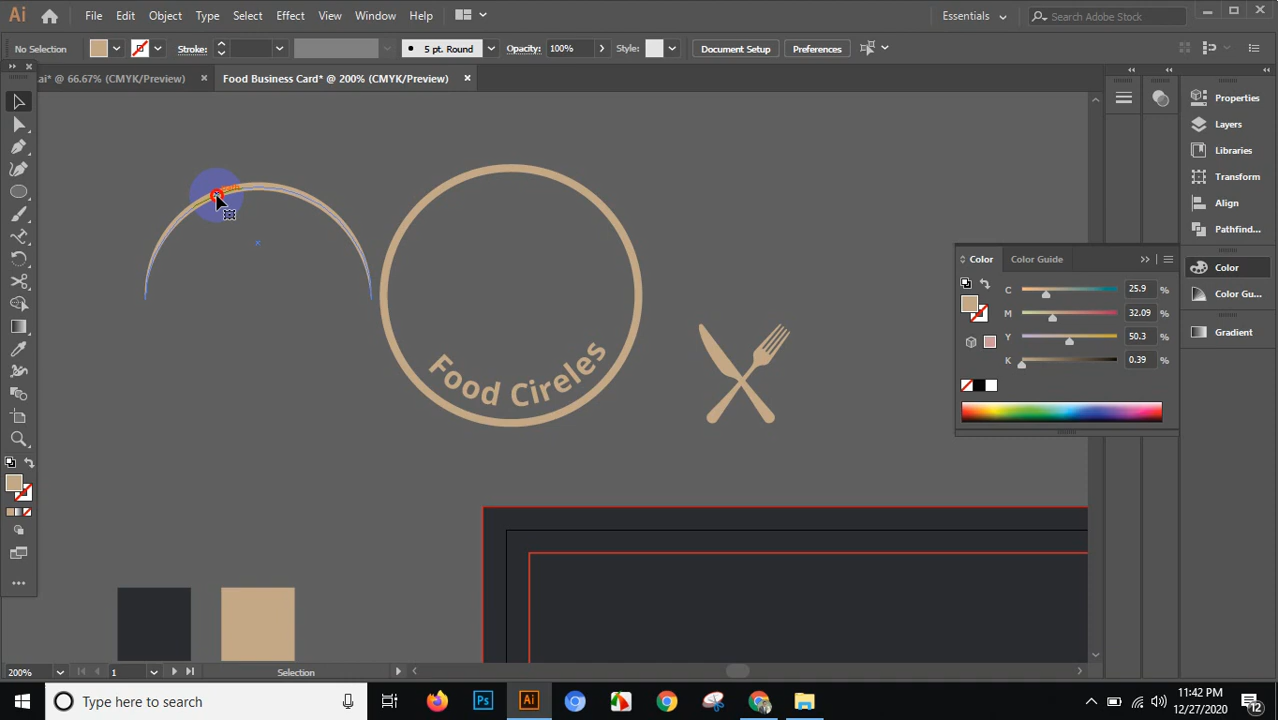 Ai File Edit Object Type Select Effect View Window Help Essentials Search Adobe Stock
No Selection Stroke: 5 pt. Round Opacity: 100% Style: Document Setup Preferences
ai* @ 66.67% (CMYK/Preview) × Food Business Card* @ 200% (CMYK/Preview) ×
Properties
Layers
Libraries
Transform
Align
Pathfind...
Color
Color Gu...
Gradient
Color Color Guide
C 25.9 %
M 32.09 %
Y 50.3 %
K 0.39 %
Food Cireles
200% 1 Selection
Type here to search
Ps Ai
11:42 PM
12/27/2020
12